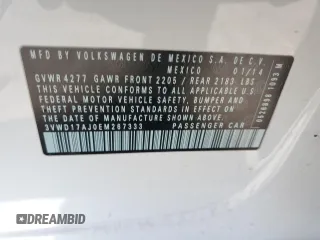 MFD BY VOLKSWAGEN DE MEXICO S.A. DE C.V.
MEXICO 01/14
GVWR 4277 GAWR FRONT 2205 / REAR 2183 LBS
THIS VEHICLE CONFORMS TO ALL APPLICABLE U.S.
FEDERAL MOTOR VEHICLE SAFETY, BUMPER AND
THEFT PREVENTION STANDARDS IN EFFECT ON
THE DATE OF MANUFACTURE SHOWN ABOVE.
3VWD17AJ0EM267333 PASSENGER CAR
1093 M
DREAMBID